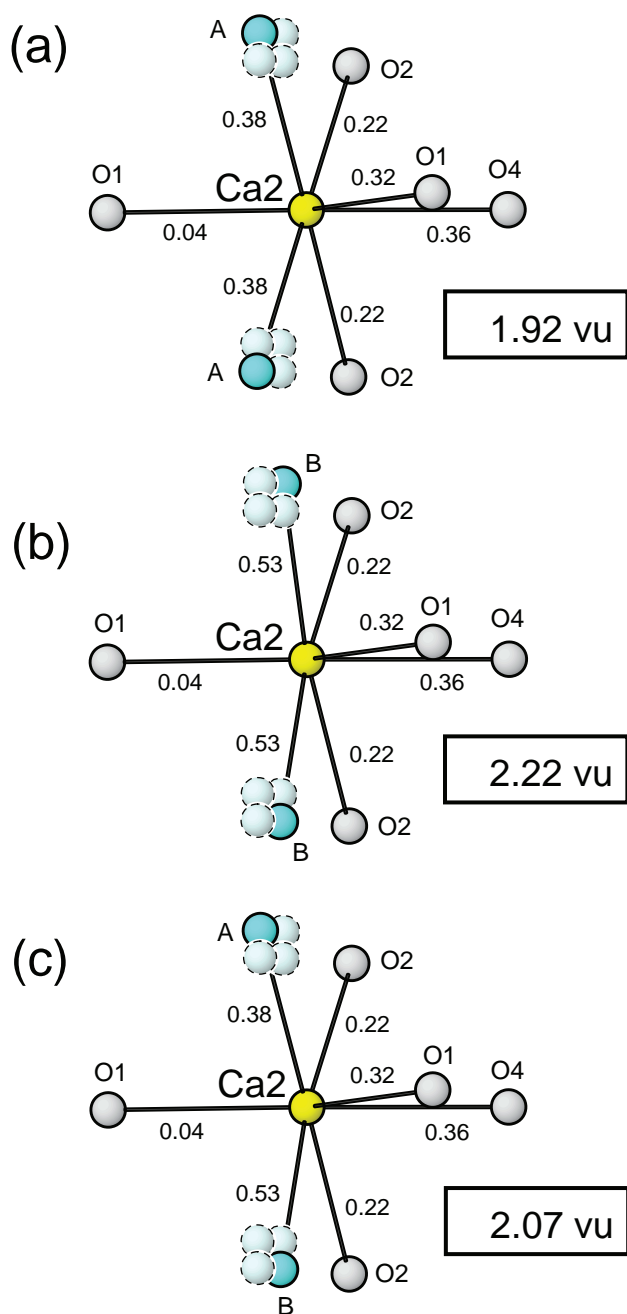 (a)
A
O2
0.38
0.22
O1
Ca2
0.32
O1
O4
0.04
0.36
0.38
0.22
1.92 vu
A
O2
(b)
B
O2
0.53
0.22
O1
Ca2
0.32
O1
O4
0.04
0.36
0.53
0.22
2.22 vu
O2
B
(c)
A
O2
0.38
0.22
O1
Ca2
0.32
O1
O4
0.04
0.36
0.53
0.22
2.07 vu
O2
B